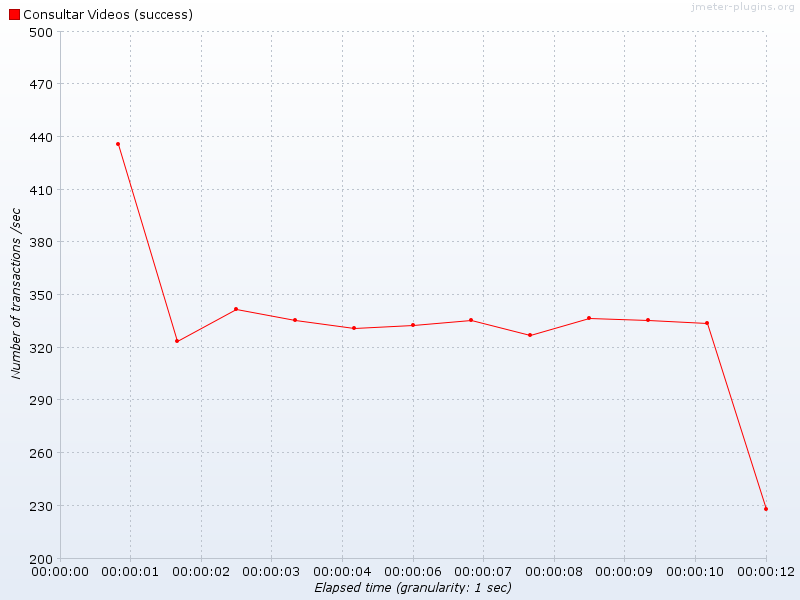 jmeter-plugins.org
Consultar Videos (success)
500
470
440
410
380
350
320
290
260
230
200
Number of transactions /sec
00:00:00 00:00:01 00:00:02 00:00:03 00:00:04 00:00:06 00:00:07 00:00:08 00:00:09 00:00:10 00:00:12
Elapsed time (granularity: 1 sec)